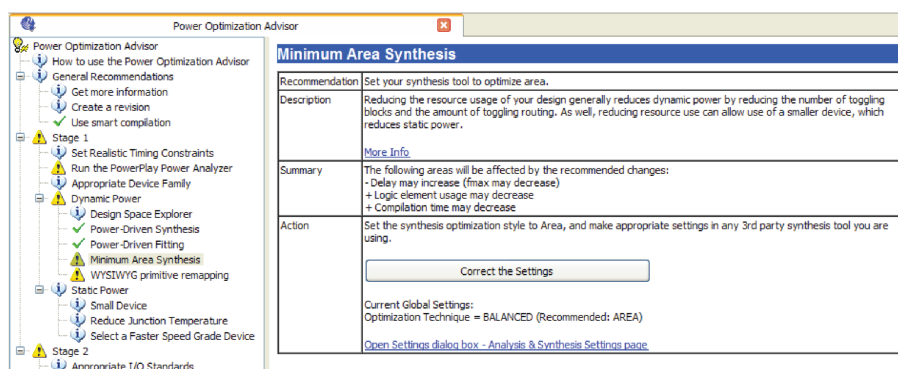 Power Optimization Advisor
Power Optimization Advisor
How to use the Power Optimization Advisor
General Recommendations
Get more information
Create a revision
Use smart compilation
Stage 1
Set Realistic Timing Constraints
Run the PowerPlay Power Analyzer
Appropriate Device Family
Dynamic Power
Design Space Explorer
Power-Driven Synthesis
Power-Driven Fitting
Minimum Area Synthesis
WYSIWYG primitive remapping
Static Power
Small Device
Reduce Junction Temperature
Select a Faster Speed Grade Device
Stage 2
Appropriate I/O Standards
Minimum Area Synthesis
Recommendation Set your synthesis tool to optimize area.
Description Reducing the resource usage of your design generally reduces dynamic power by reducing the number of toggling
blocks and the amount of toggling routing. As well, reducing resource use can allow use of a smaller device, which
reduces static power.
More Info
Summary The following areas will be affected by the recommended changes:
- Delay may increase (fmax may decrease)
+ Logic element usage may decrease
+ Compilation time may decrease
Action Set the synthesis optimization style to Area, and make appropriate settings in any 3rd party synthesis tool you are
using.
Correct the Settings
Current Global Settings:
Optimization Technique = BALANCED (Recommended: AREA)
Open Settings dialog box - Analysis & Synthesis Settings page